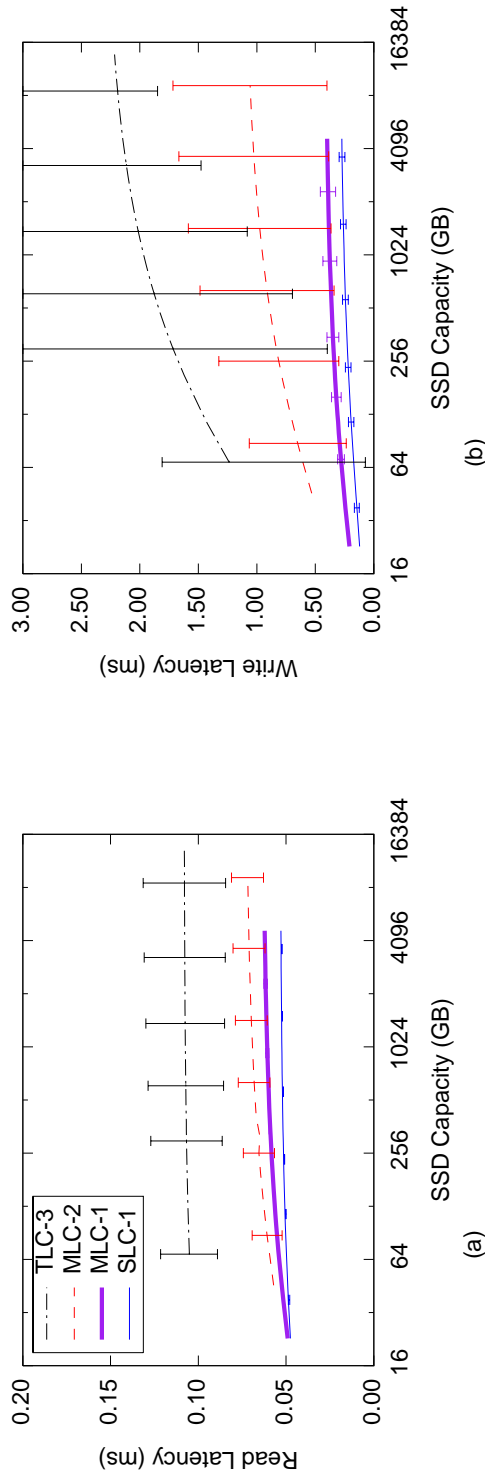 0.20
0.15
0.10
0.05
0.00
Read Latency (ms)
16
64
256
1024
4096
16384
SSD Capacity (GB)
(a)
TLC-3
MLC-2
MLC-1
SLC-1
3.00
2.50
2.00
1.50
1.00
0.50
0.00
Write Latency (ms)
16
64
256
1024
4096
16384
SSD Capacity (GB)
(b)